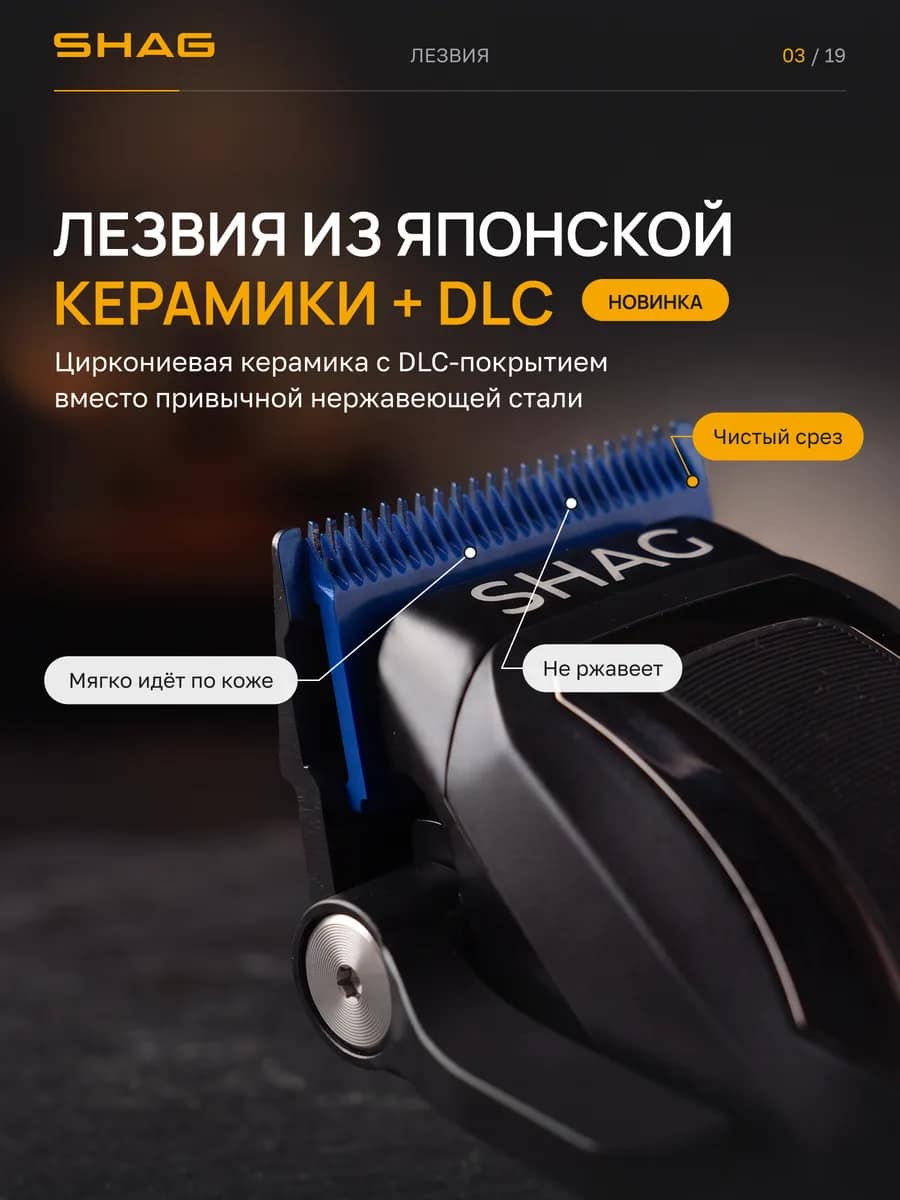 SHAG
ЛЕЗВИЯ
03 / 19
ЛЕЗВИЯ ИЗ ЯПОНСКОЙ
КЕРАМИКИ + DLC
НОВИНКА
Циркониевая керамика с DLC-покрытием
вместо привычной нержавеющей стали
Чистый срез
SHAG
Не ржавеет
Мягко идёт по коже